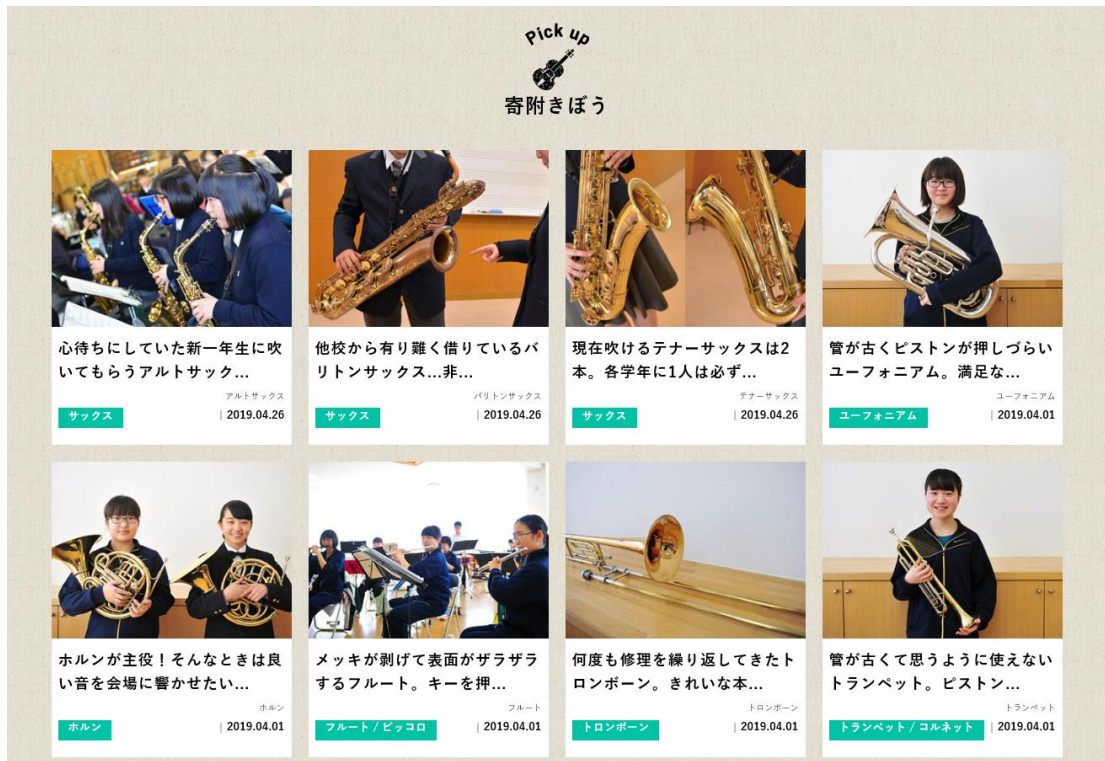 Pick up
寄附きぼう
心待ちにしていた新一年生に吹
いてもらうアルトサック...
アルトサックス
サックス
| 2019.04.26
他校から有り難く借りているバ
リトンサックス...非...
バリトンサックス
サックス
| 2019.04.26
現在吹けるテナーサックスは2
本。各学年に1人は必ず...
テナーサックス
サックス
| 2019.04.26
管が古くピストンが押しづらい
ユーフォニアム。満足な...
ユーフォニアム
ユーフォニアム
| 2019.04.01
ホルンが主役！そんなときは良
い音を会場に響かせたい...
ホルン
ホルン
| 2019.04.01
メッキが剥げて表面がザラザラ
するフルート。キーを押...
フルート
フルート / ピッコロ
| 2019.04.01
何度も修理を繰り返してきたト
ロンボーン。きれいな本...
トロンボーン
トロンボーン
| 2019.04.01
管が古くて思うように使えない
トランペット。ピストン...
トランペット
トランペット / コルネット
| 2019.04.01